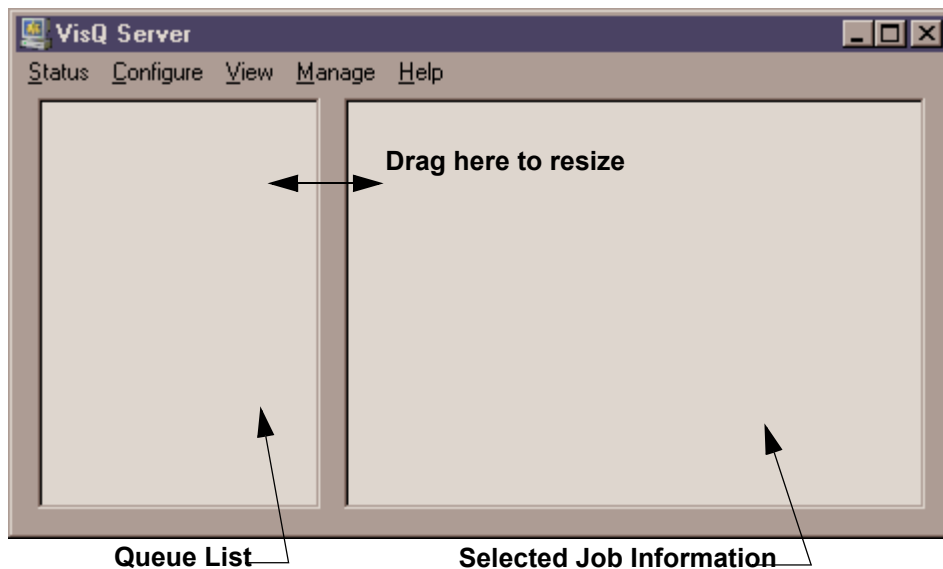 VisQ Server
Status Configure View Manage Help
Drag here to resize
Queue List
Selected Job Information